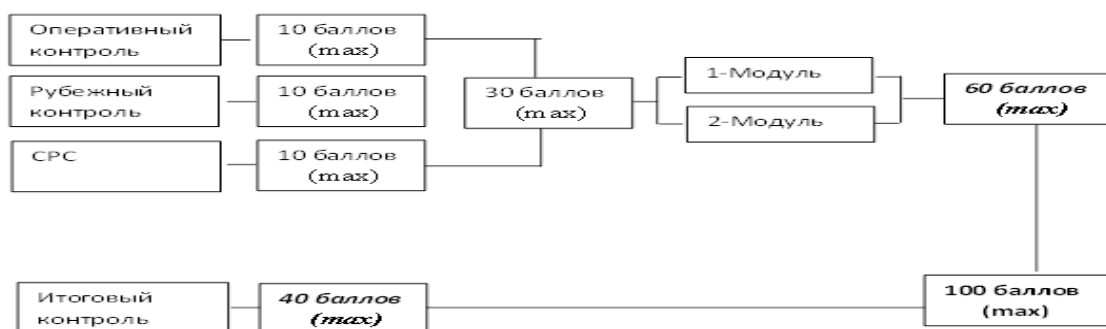 Оперативный
контроль
10 баллов
(max)
Рубежный
контроль
10 баллов
(max)
СРС
10 баллов
(max)
30 баллов
(max)
1-Модуль
2-Модуль
60 баллов
(max)
Итоговый
контроль
40 баллов
(max)
100 баллов
(max)